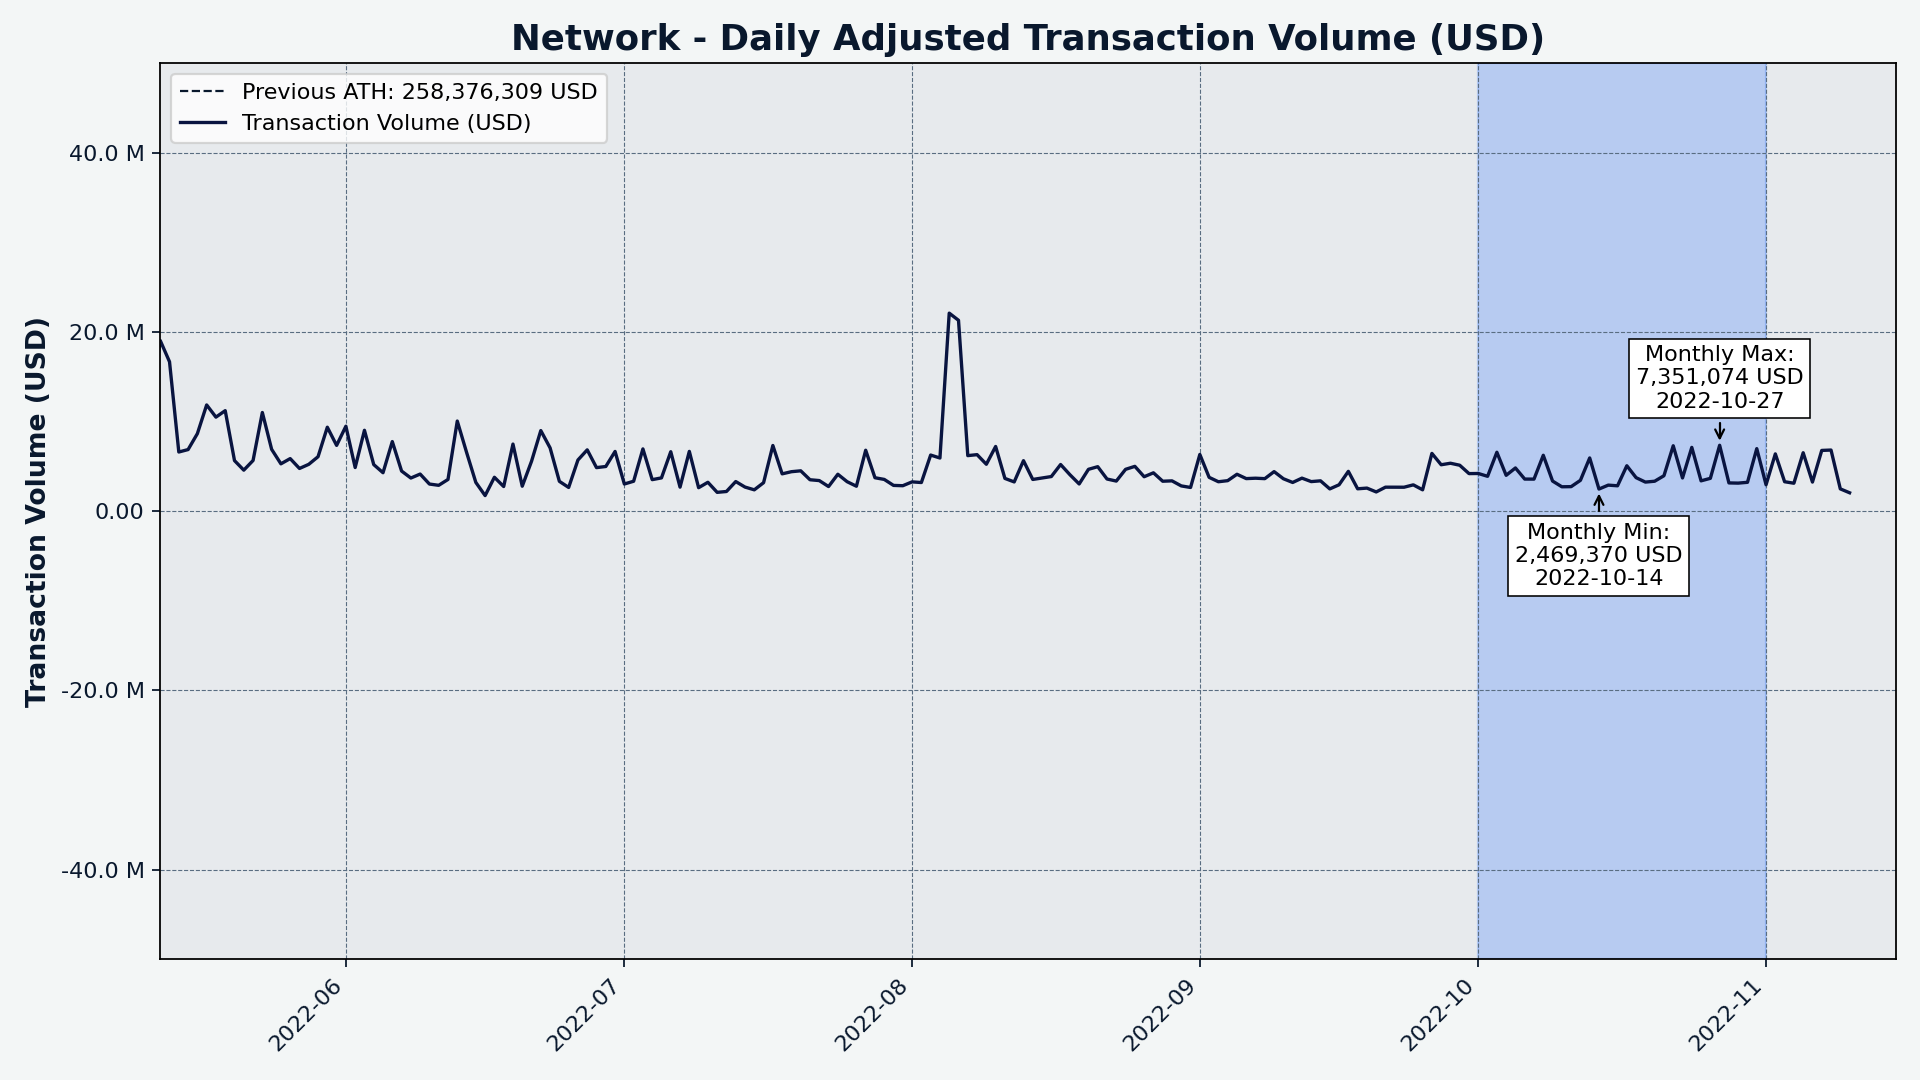 Network - Daily Adjusted Transaction Volume (USD)
Previous ATH: 258,376,309 USD
Transaction Volume (USD)
Transaction Volume (USD)
40.0 M
20.0 M
0.00
-20.0 M
-40.0 M
Monthly Max:
7,351,074 USD
2022-10-27
Monthly Min:
2,469,370 USD
2022-10-14
2022-06
2022-07
2022-08
2022-09
2022-10
2022-11